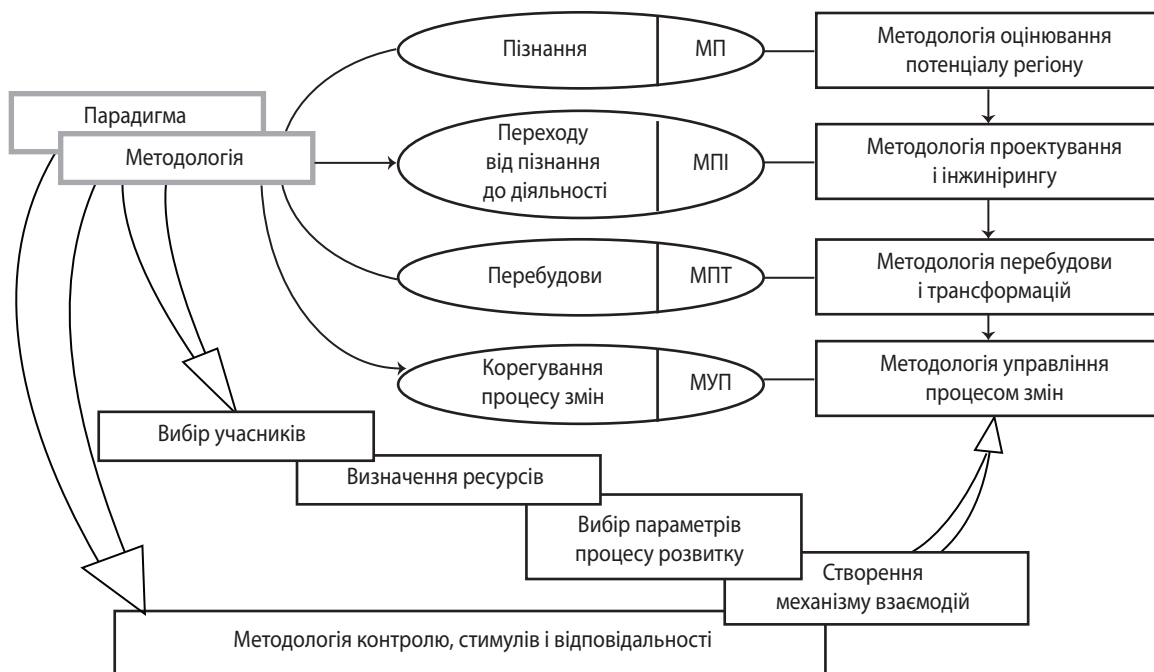 Пізнання
МП
Методологія оцінювання
потенціалу регіону
Парадигма
Методологія
Переходу
від пізнання
до діяльності
МПІ
Методологія проектування
і інжинірингу
Перебудови
МПТ
Методологія перебудови
і трансформацій
Корегування
процесу змін
МУП
Методологія управління
процесом змін
Вибір учасників
Визначення ресурсів
Вибір параметрів
процесу розвитку
Створення
механізму взаємодій
Методологія контролю, стимулів і відповідальності